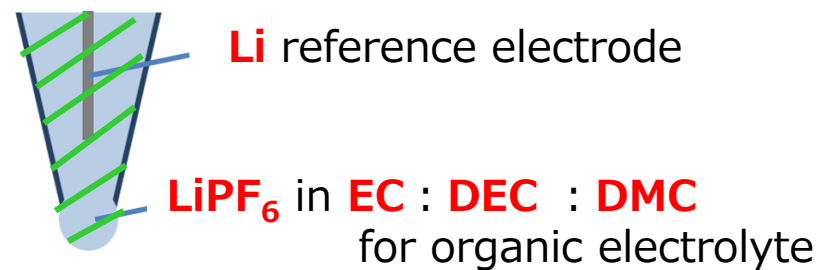 Li reference electrode
LiPF₆ in EC : DEC : DMC
for organic electrolyte